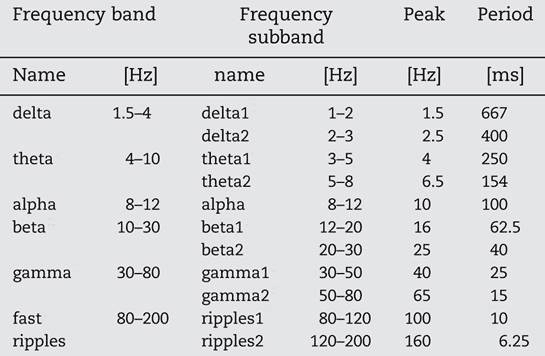 Frequency band Frequency subband Peak Period
Name [Hz] name [Hz] [Hz] [ms]
delta 1.5–4 delta1 1–2 1.5 667
delta2 2–3 2.5 400
theta 4–10 theta1 3–5 4 250
theta2 5–8 6.5 154
alpha 8–12 alpha 8–12 10 100
beta 10–30 beta1 12–20 16 62.5
beta2 20–30 25 40
gamma 30–80 gamma1 30–50 40 25
gamma2 50–80 65 15
fast 80–200 ripples1 80–120 100 10
ripples ripples2 120–200 160 6.25